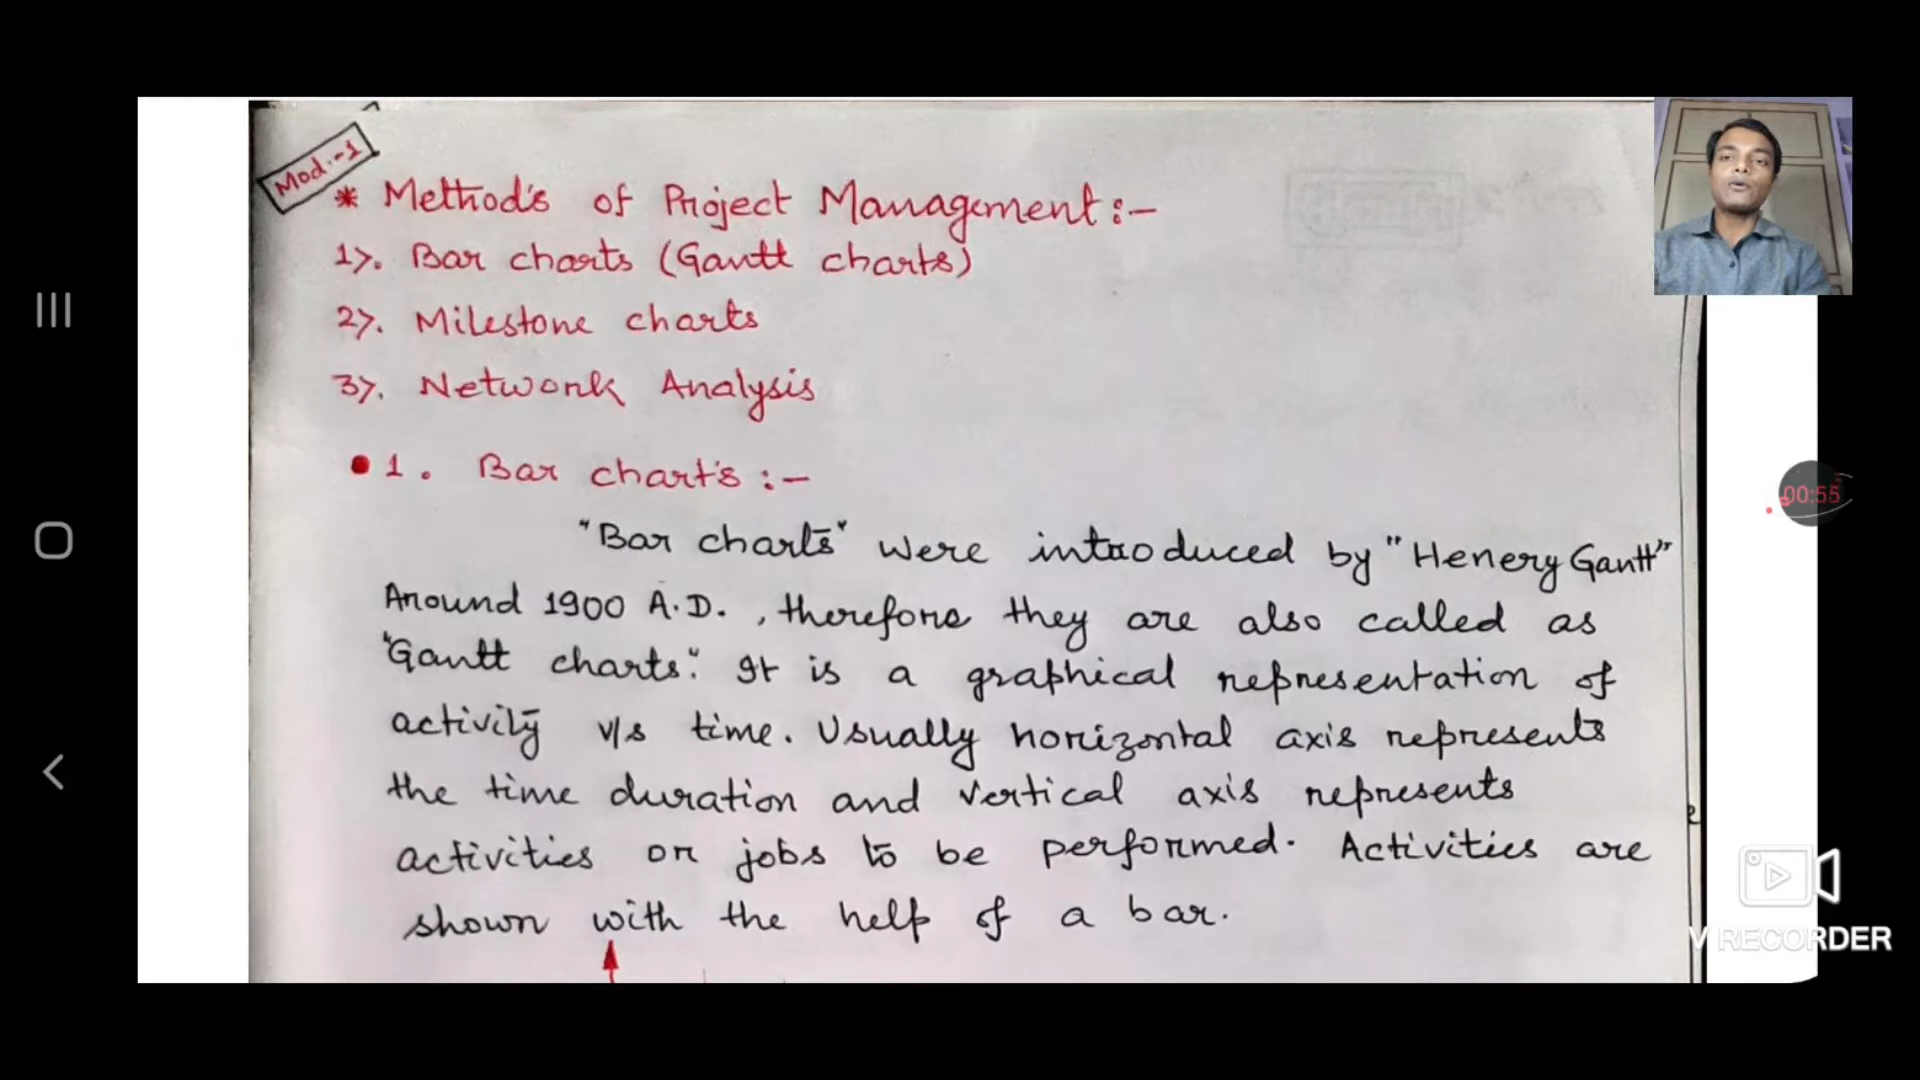 Mod.-1
* Method's of Project Management:-
1>. Bar charts (Gantt charts)
2>. Milestone charts
3>. Network Analysis
• 1. Bar chart's :-
"Bar charts" were introduced by "Henery Gantt"
Around 1900 A.D., therefore they are also called as
"Gantt charts". It is a graphical representation of
activity v/s time. Usually horizontal axis represents
the time duration and vertical axis represents
activities or jobs to be performed. Activities are
shown with the help of a bar.
00:55
V RECORDER